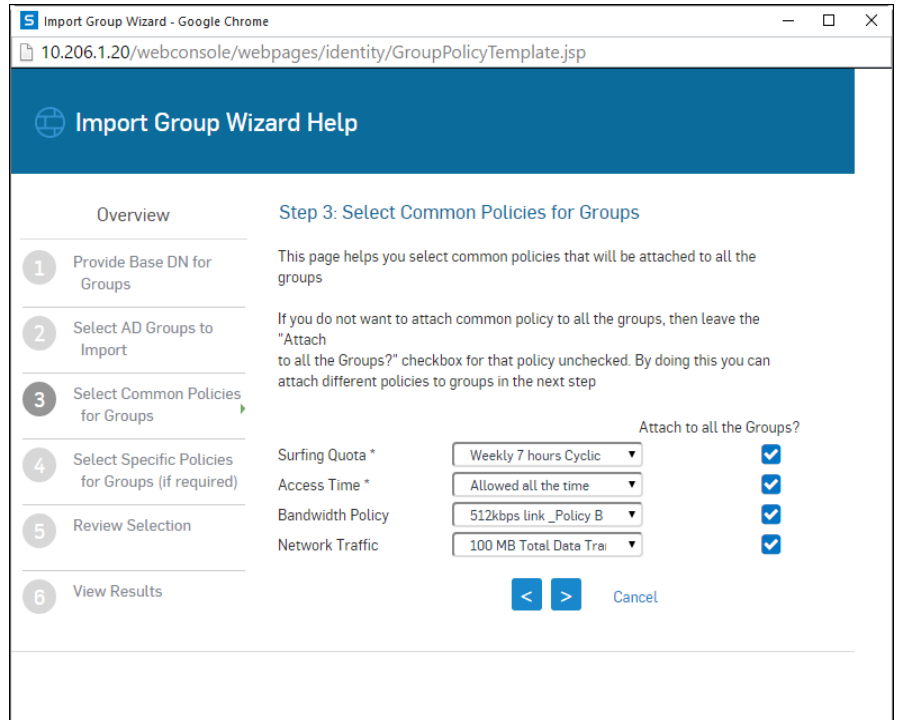 S Import Group Wizard - Google Chrome
10.206.1.20/webconsole/webpages/identity/GroupPolicyTemplate.jsp
Import Group Wizard Help
Overview
1 Provide Base DN for
Groups
2 Select AD Groups to
Import
3 Select Common Policies
for Groups
4 Select Specific Policies
for Groups (if required)
5 Review Selection
6 View Results
Step 3: Select Common Policies for Groups
This page helps you select common policies that will be attached to all the
groups
If you do not want to attach common policy to all the groups, then leave the
"Attach
to all the Groups?" checkbox for that policy unchecked. By doing this you can
attach different policies to groups in the next step
Attach to all the Groups?
Surfing Quota * Weekly 7 hours Cyclic
Access Time * Allowed all the time
Bandwidth Policy 512kbps link _Policy B
Network Traffic 100 MB Total Data Tra
< > Cancel